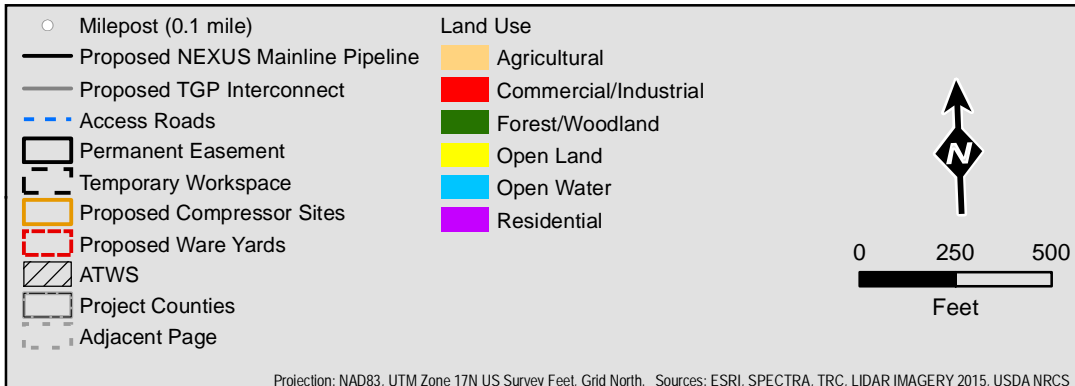 Milepost (0.1 mile)
Proposed NEXUS Mainline Pipeline
Proposed TGP Interconnect
Access Roads
Permanent Easement
Temporary Workspace
Proposed Compressor Sites
Proposed Ware Yards
ATWS
Project Counties
Adjacent Page
Land Use
Agricultural
Commercial/Industrial
Forest/Woodland
Open Land
Open Water
Residential
N
0 250 500
Feet
Projection: NAD83, UTM Zone 17N US Survey Feet, Grid North, Sources: ESRI, SPECTRA, TRC, LIDAR IMAGERY 2015, USDA NRCS